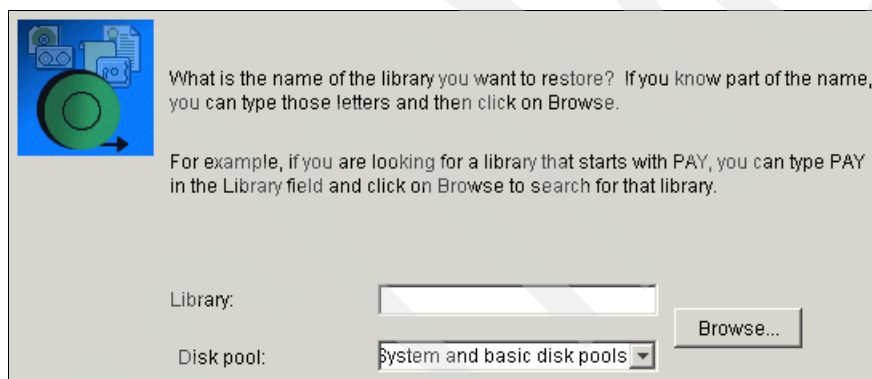 What is the name of the library you want to restore? If you know part of the name,
you can type those letters and then click on Browse.
For example, if you are looking for a library that starts with PAY, you can type PAY
in the Library field and click on Browse to search for that library.
Library:
Browse...
Disk pool:
System and basic disk pools